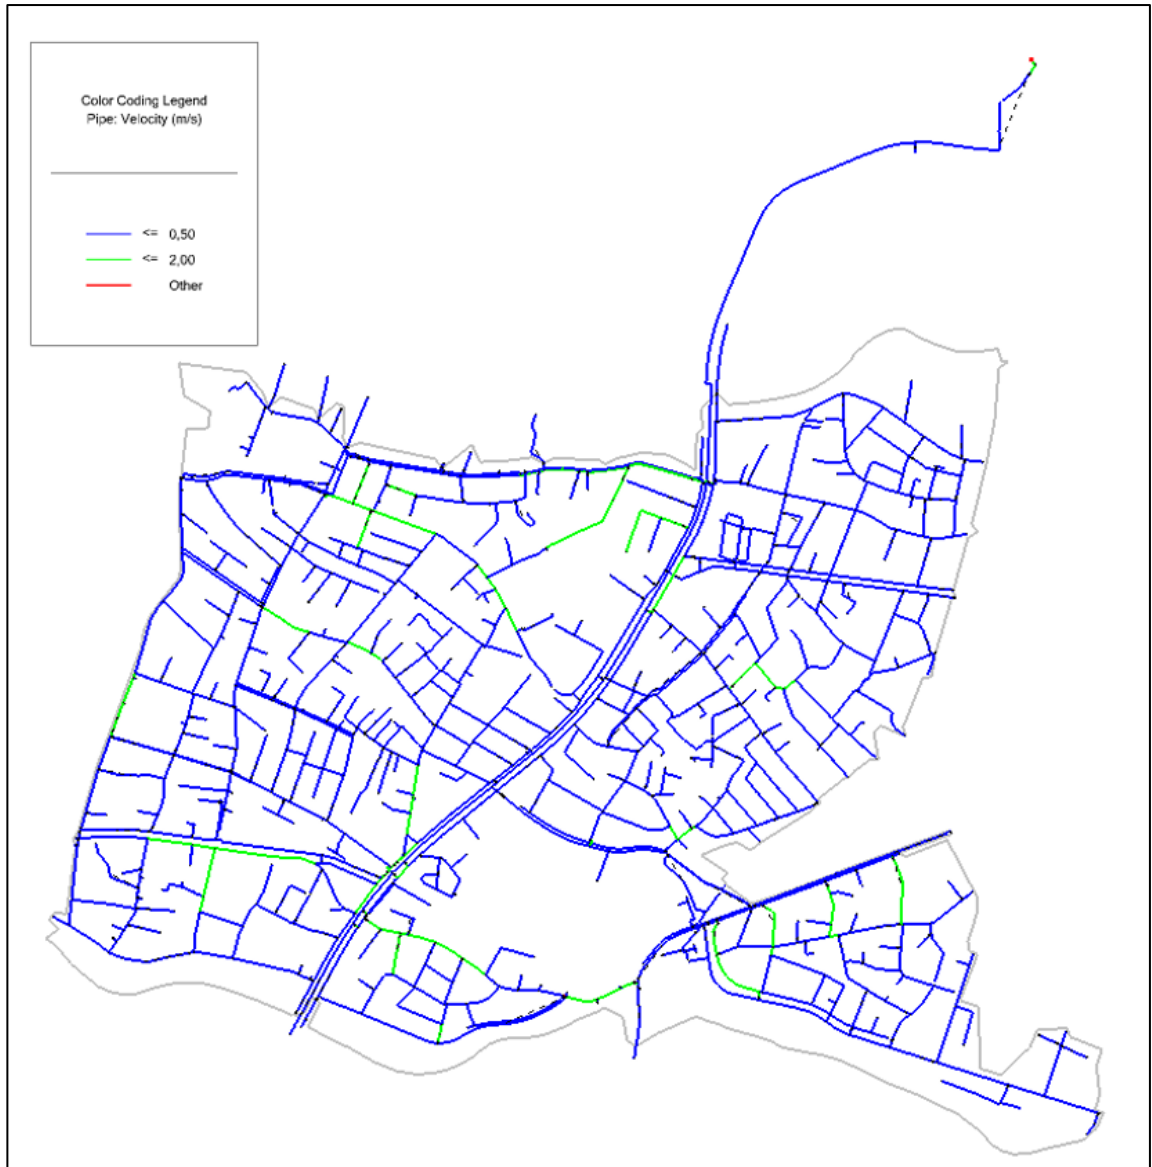 Color Coding Legend
Pipe: Velocity (m/s)
<= 0,50
<= 2,00
Other